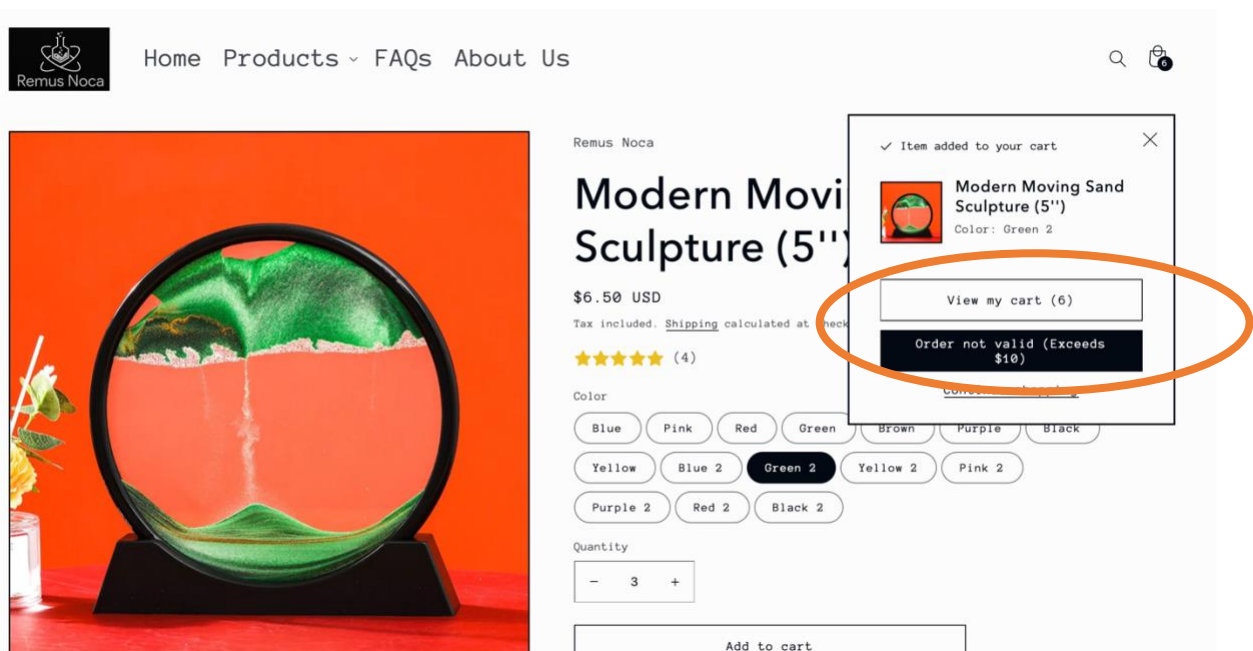 Remus Noca
Home Products FAQs About Us
6
Remus Noca
Modern Movi
Sculpture (5'')
$6.50 USD
Tax included. Shipping calculated at check
(4)
Color
Blue Pink Red Green Brown Purple Black
Yellow Blue 2 Green 2 Yellow 2 Pink 2
Purple 2 Red 2 Black 2
Quantity
- 3 +
Add to cart
Item added to your cart
Modern Moving Sand
Sculpture (5'')
Color: Green 2
View my cart (6)
Order not valid (Exceeds
$10)